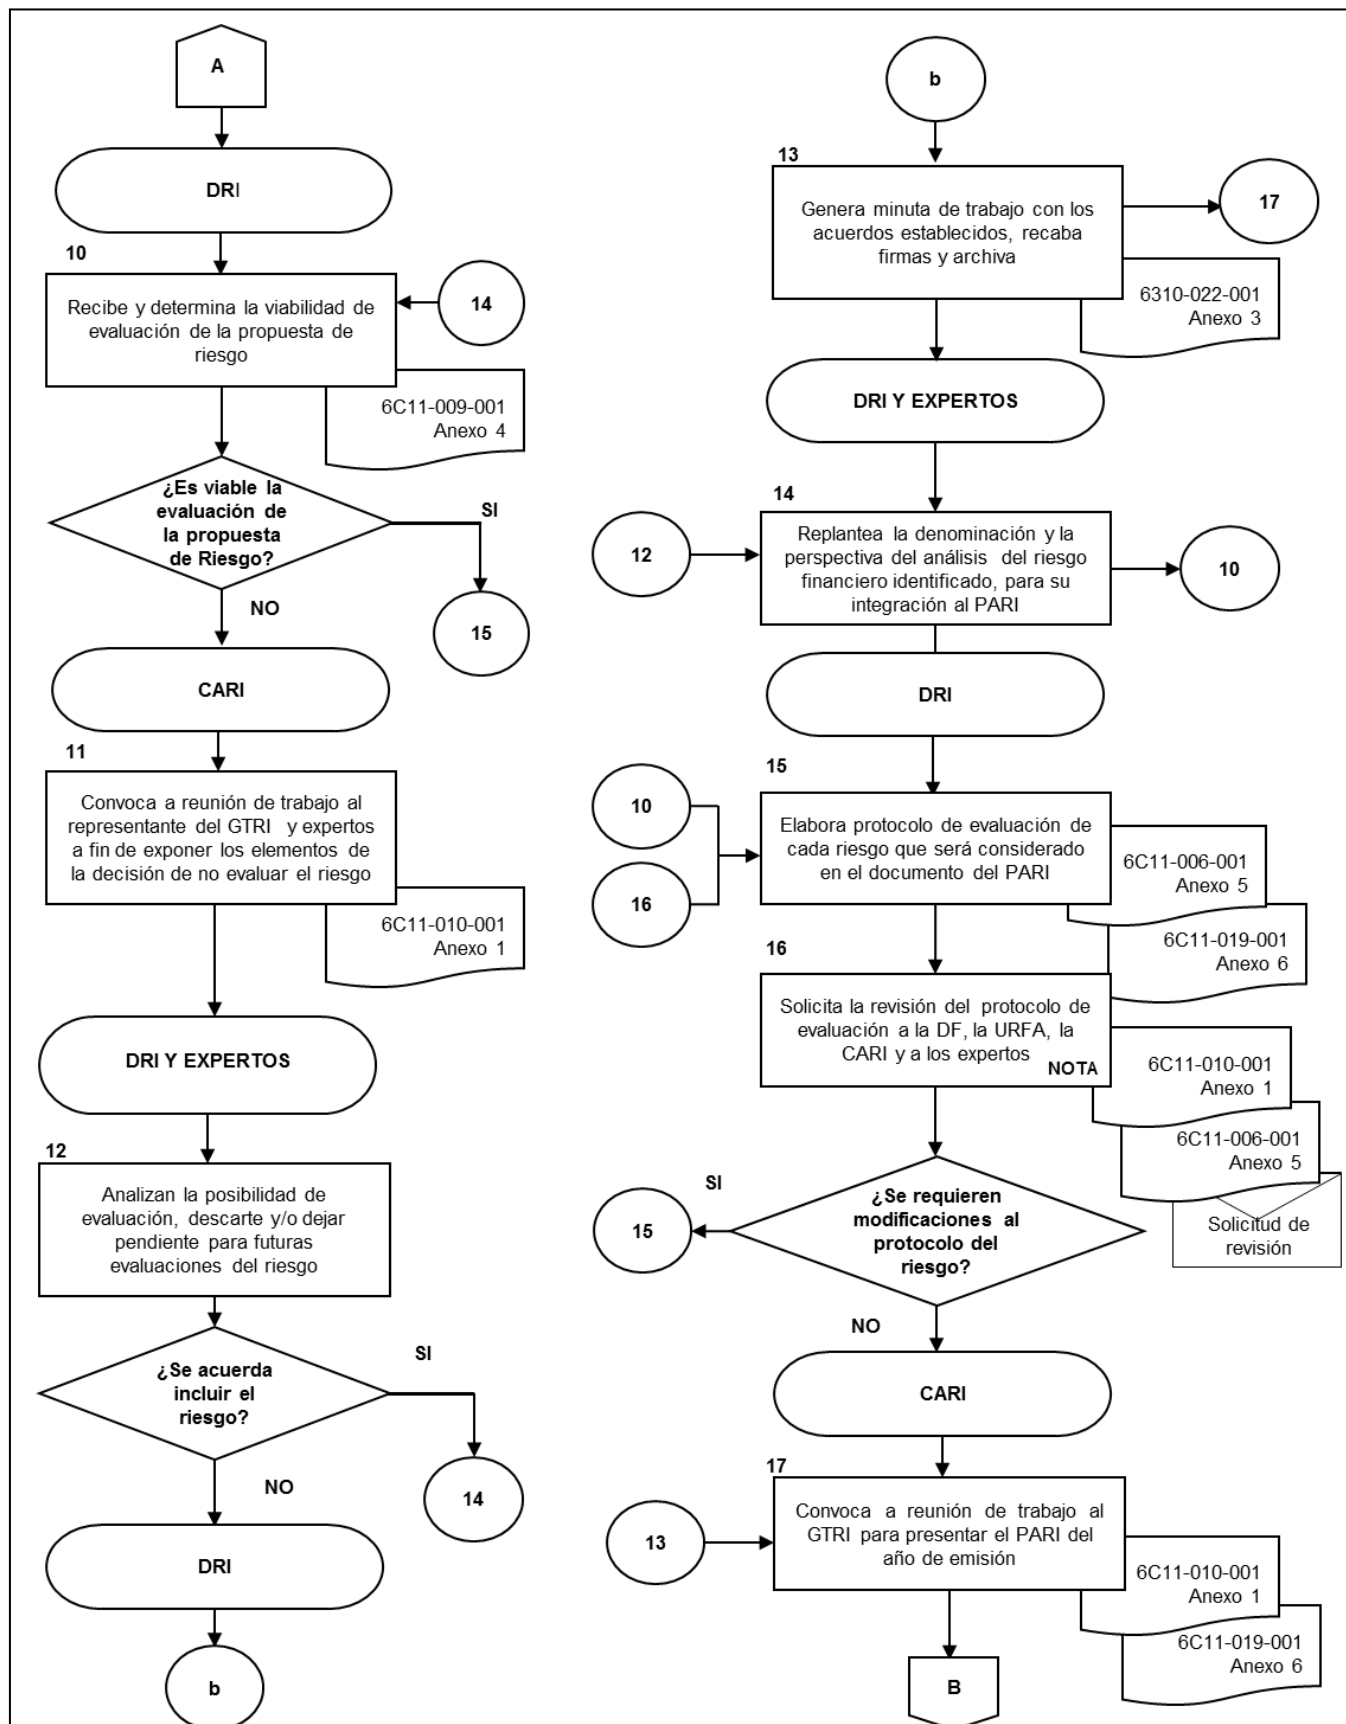 A
DRI
10
Recibe y determina la viabilidad de
evaluación de la propuesta de
riesgo
14
6C11-009-001
Anexo 4
¿Es viable la
evaluación de
la propuesta
de Riesgo?
SI
15
NO
CARI
11
Convoca a reunión de trabajo al
representante del GTRI y expertos
a fin de exponer los elementos de
la decisión de no evaluar el riesgo
6C11-010-001
Anexo 1
DRI Y EXPERTOS
12
Analizan la posibilidad de
evaluación, descarte y/o dejar
pendiente para futuras
evaluaciones del riesgo
¿Se acuerda
incluir el
riesgo?
SI
14
NO
DRI
b
b
13
Genera minuta de trabajo con los
acuerdos establecidos, recaba
firmas y archiva
17
6310-022-001
Anexo 3
DRI Y EXPERTOS
14
12
Replantea la denominación y la
perspectiva del análisis del riesgo
financiero identificado, para su
integración al PARI
10
DRI
15
10
16
Elabora protocolo de evaluación de
cada riesgo que será considerado
en el documento del PARI
6C11-006-001
Anexo 5
6C11-019-001
Anexo 6
16
Solicita la revisión del protocolo de
evaluación a la DF, la URFA, la
CARI y a los expertos
NOTA
6C11-010-001
Anexo 1
6C11-006-001
Anexo 5
Solicitud de
revisión
¿Se requieren
modificaciones al
protocolo del
riesgo?
SI
15
NO
CARI
17
13
Convoca a reunión de trabajo al
GTRI para presentar el PARI del
año de emisión
6C11-010-001
Anexo 1
6C11-019-001
Anexo 6
B